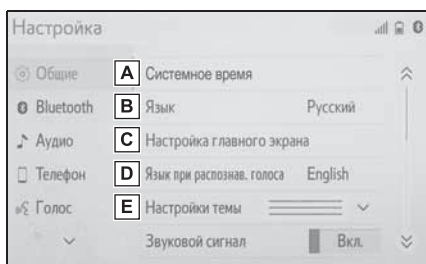 Настройка
Общие
A Системное время
Bluetooth
B Язык Русский
Аудио
C Настройка главного экрана
Телефон
D Язык при распознав. голоса English
Голос
E Настройки темы
Звуковой сигнал Вкл.